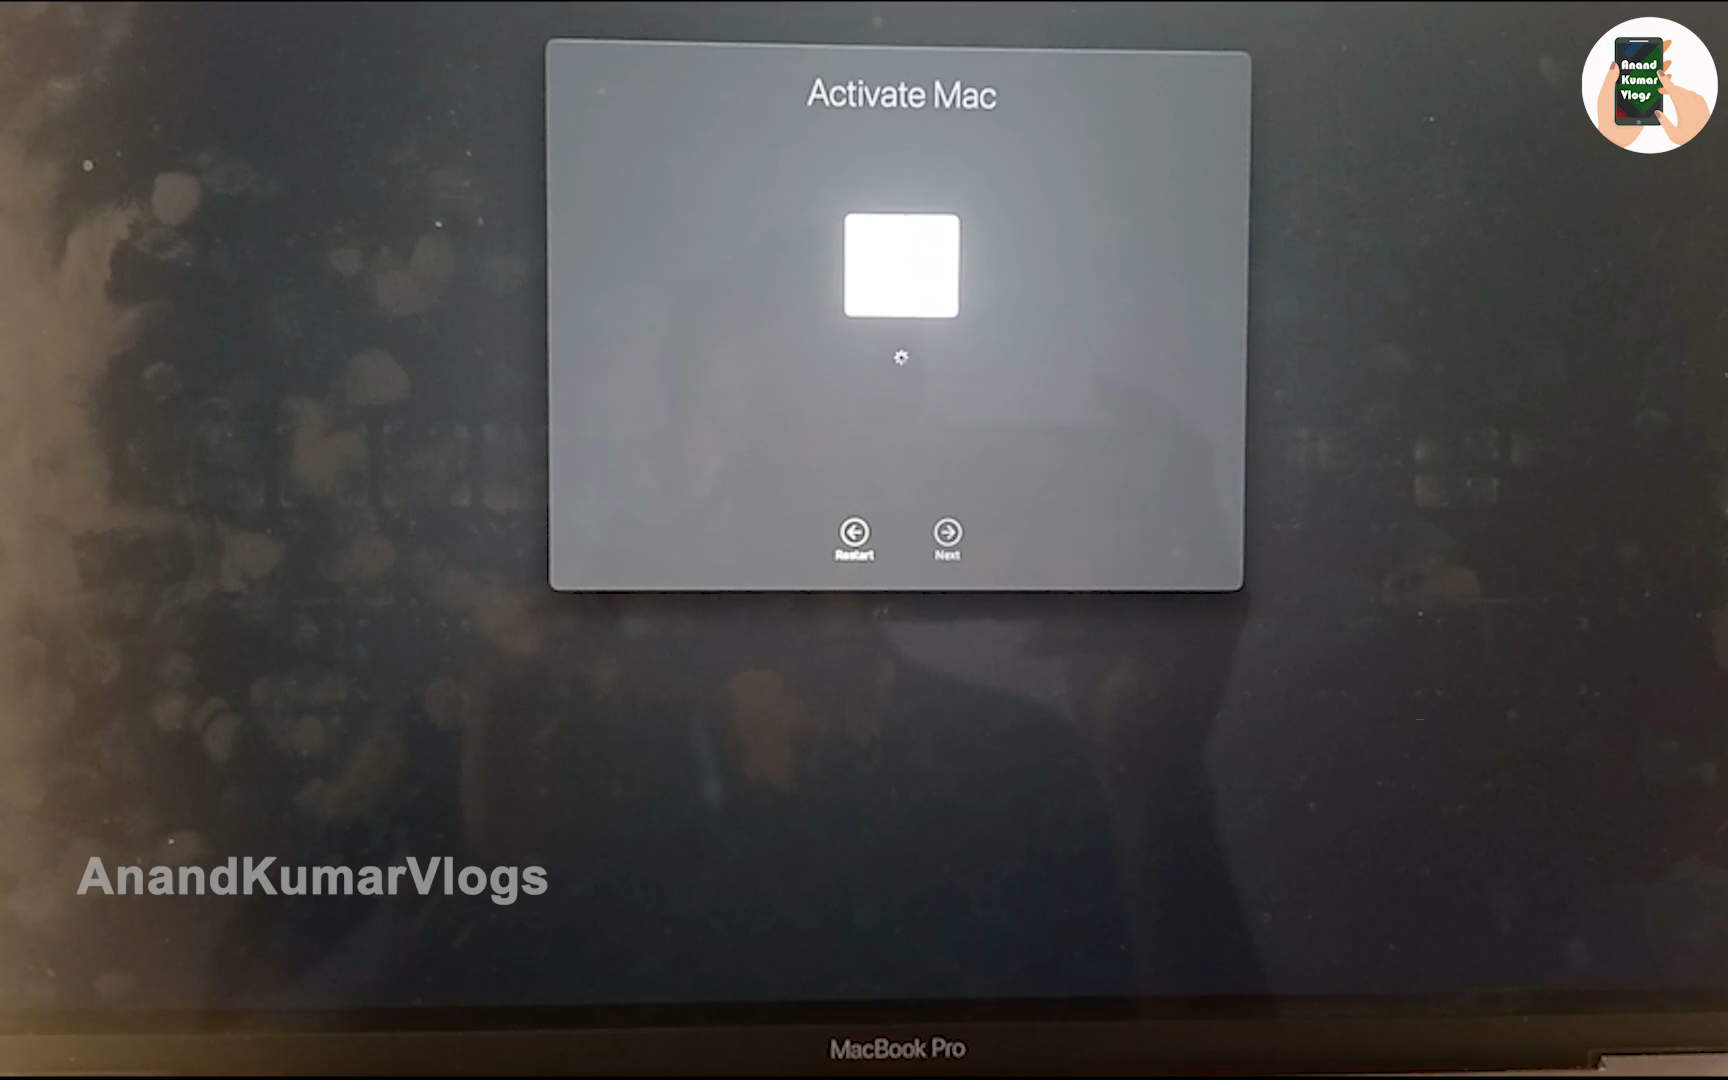 Activate Mac
Anand
Kumar
Vlogs
Restart
Next
AnandKumarVlogs
MacBook Pro